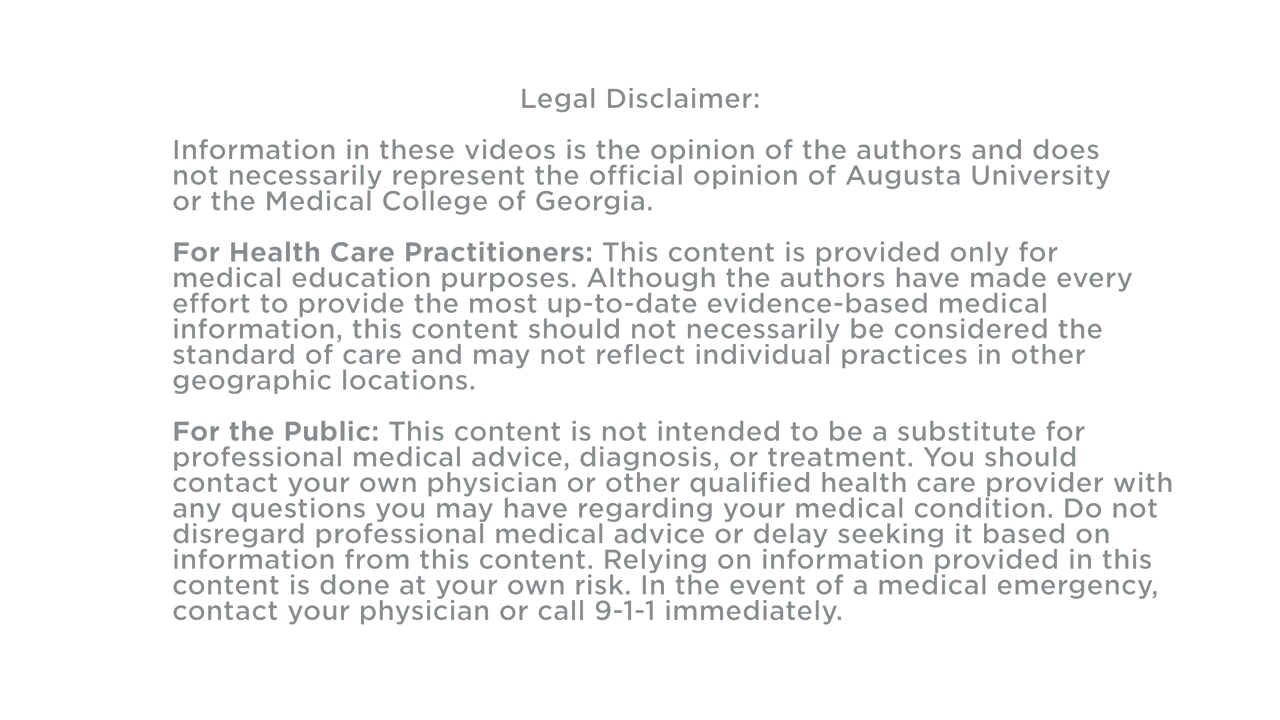 Legal Disclaimer:
Information in these videos is the opinion of the authors and does
not necessarily represent the official opinion of Augusta University
or the Medical College of Georgia.
For Health Care Practitioners: This content is provided only for
medical education purposes. Although the authors have made every
effort to provide the most up-to-date evidence-based medical
information, this content should not necessarily be considered the
standard of care and may not reflect individual practices in other
geographic locations.
For the Public: This content is not intended to be a substitute for
professional medical advice, diagnosis, or treatment. You should
contact your own physician or other qualified health care provider with
any questions you may have regarding your medical condition. Do not
disregard professional medical advice or delay seeking it based on
information from this content. Relying on information provided in this
content is done at your own risk. In the event of a medical emergency,
contact your physician or call 9-1-1 immediately.